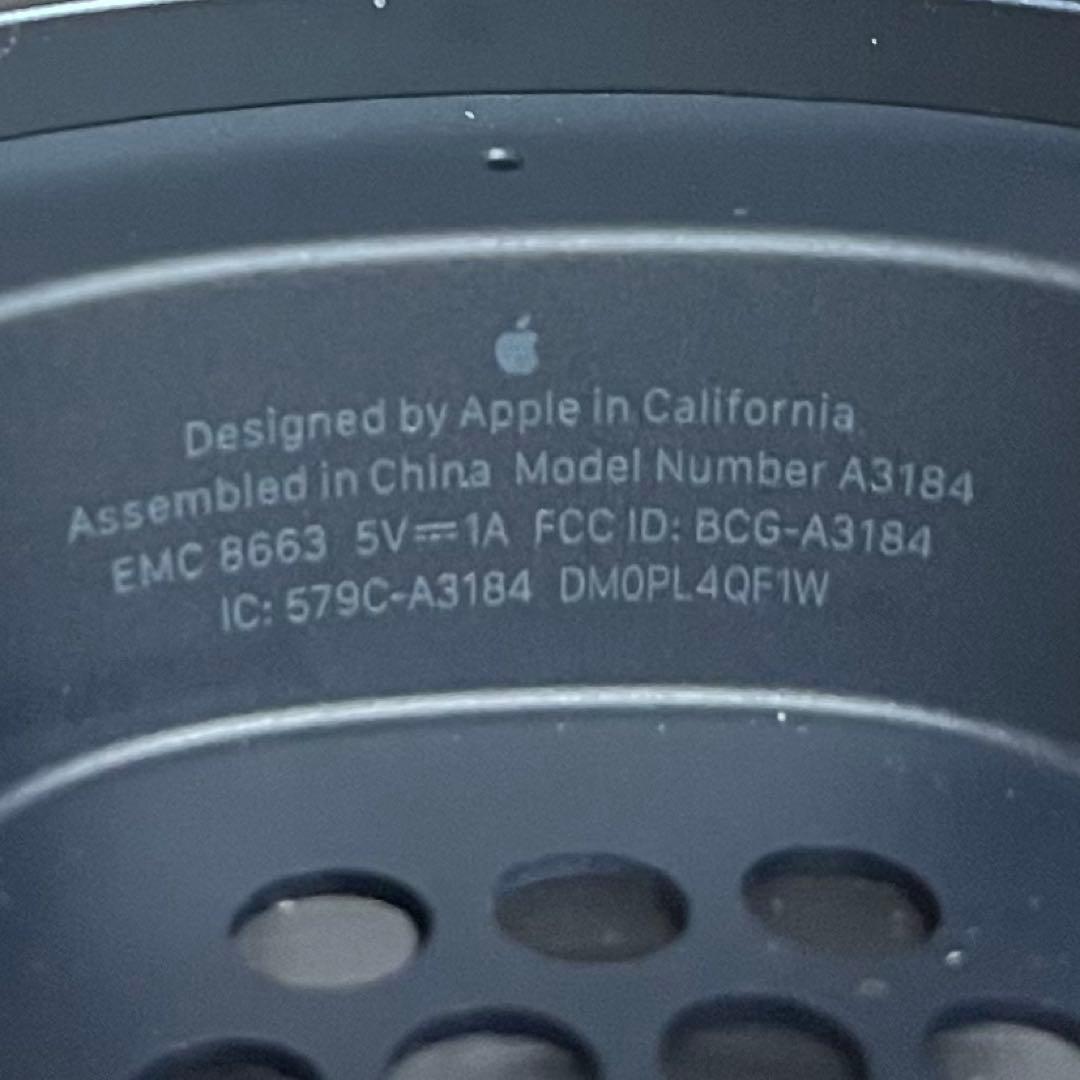 Designed by Apple in California
Assembled in China Model Number A3184
EMC 8663 5V⎓1A FCC ID: BCG-A3184
IC: 579C-A3184 DM0PL4QF1W